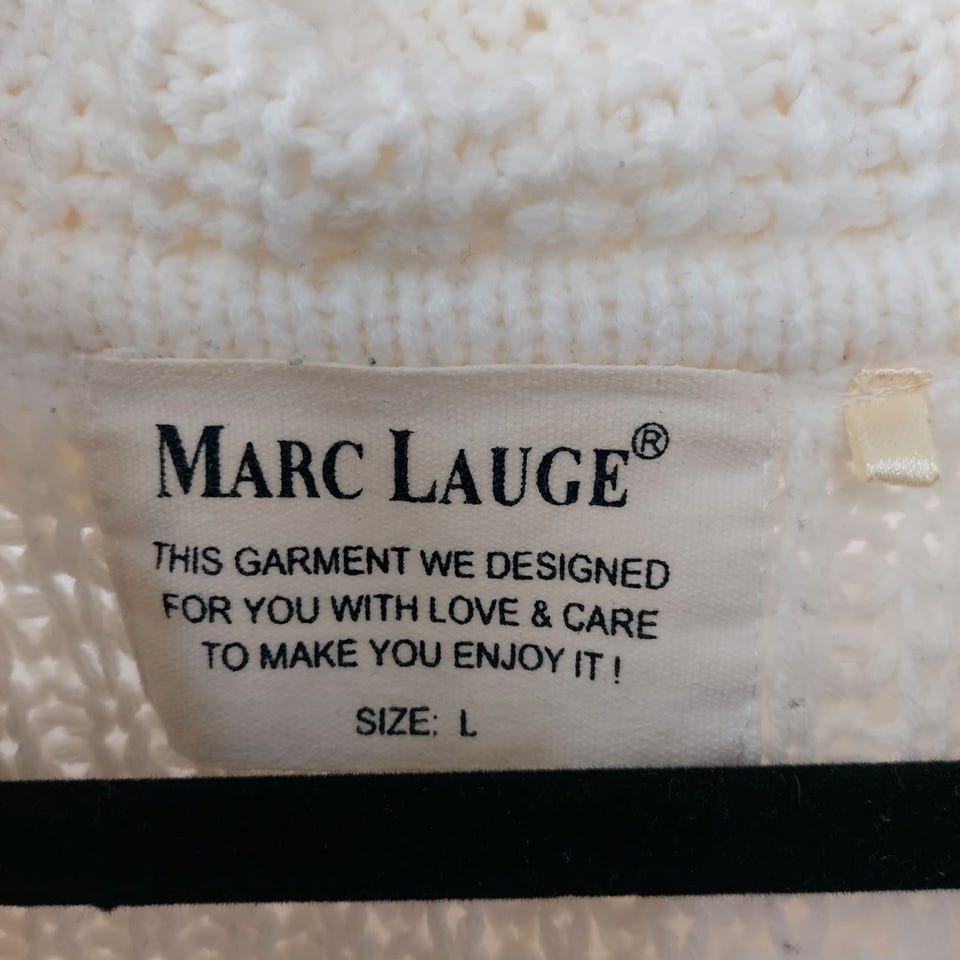 MARC LAUGE®
THIS GARMENT WE DESIGNED
FOR YOU WITH LOVE & CARE
TO MAKE YOU ENJOY IT !
SIZE: L